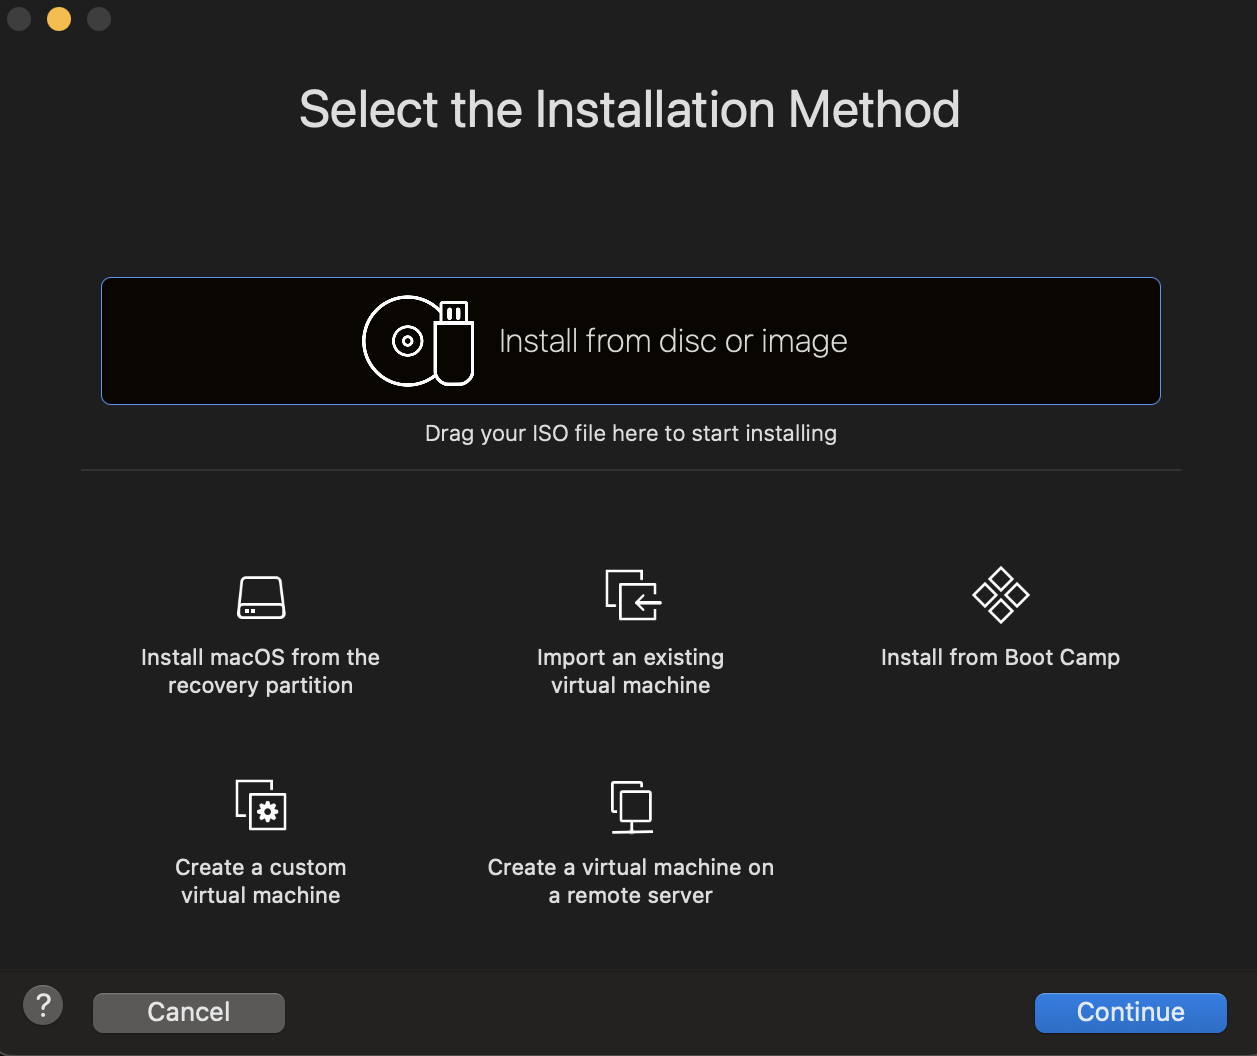 Select the Installation Method
Install from disc or image
Drag your ISO file here to start installing
Install macOS from the
recovery partition
Import an existing
virtual machine
Install from Boot Camp
Create a custom
virtual machine
Create a virtual machine on
a remote server
?
Cancel
Continue